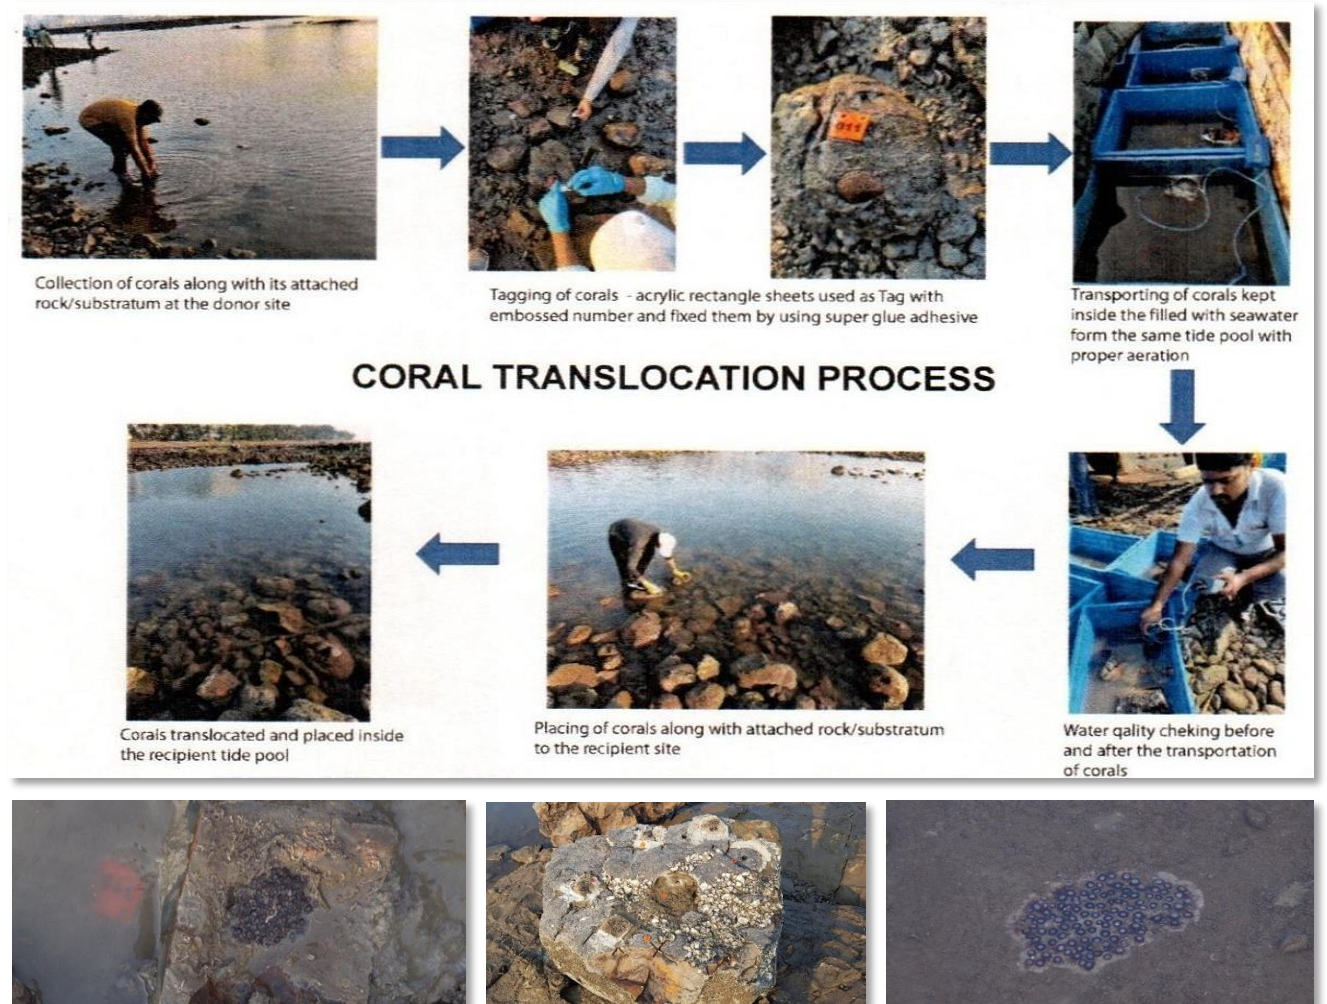 Collection of corals along with its attached
rock/substratum at the donor site
Tagging of corals - acrylic rectangle sheets used as Tag with
embossed number and fixed them by using super glue adhesive
Transporting of corals kept
inside the filled with seawater
form the same tide pool with
proper aeration
CORAL TRANSLOCATION PROCESS
Corals translocated and placed inside
the recipient tide pool
Placing of corals along with attached rock/substratum
to the recipient site
Water qality cheking before
and after the transportation
of corals